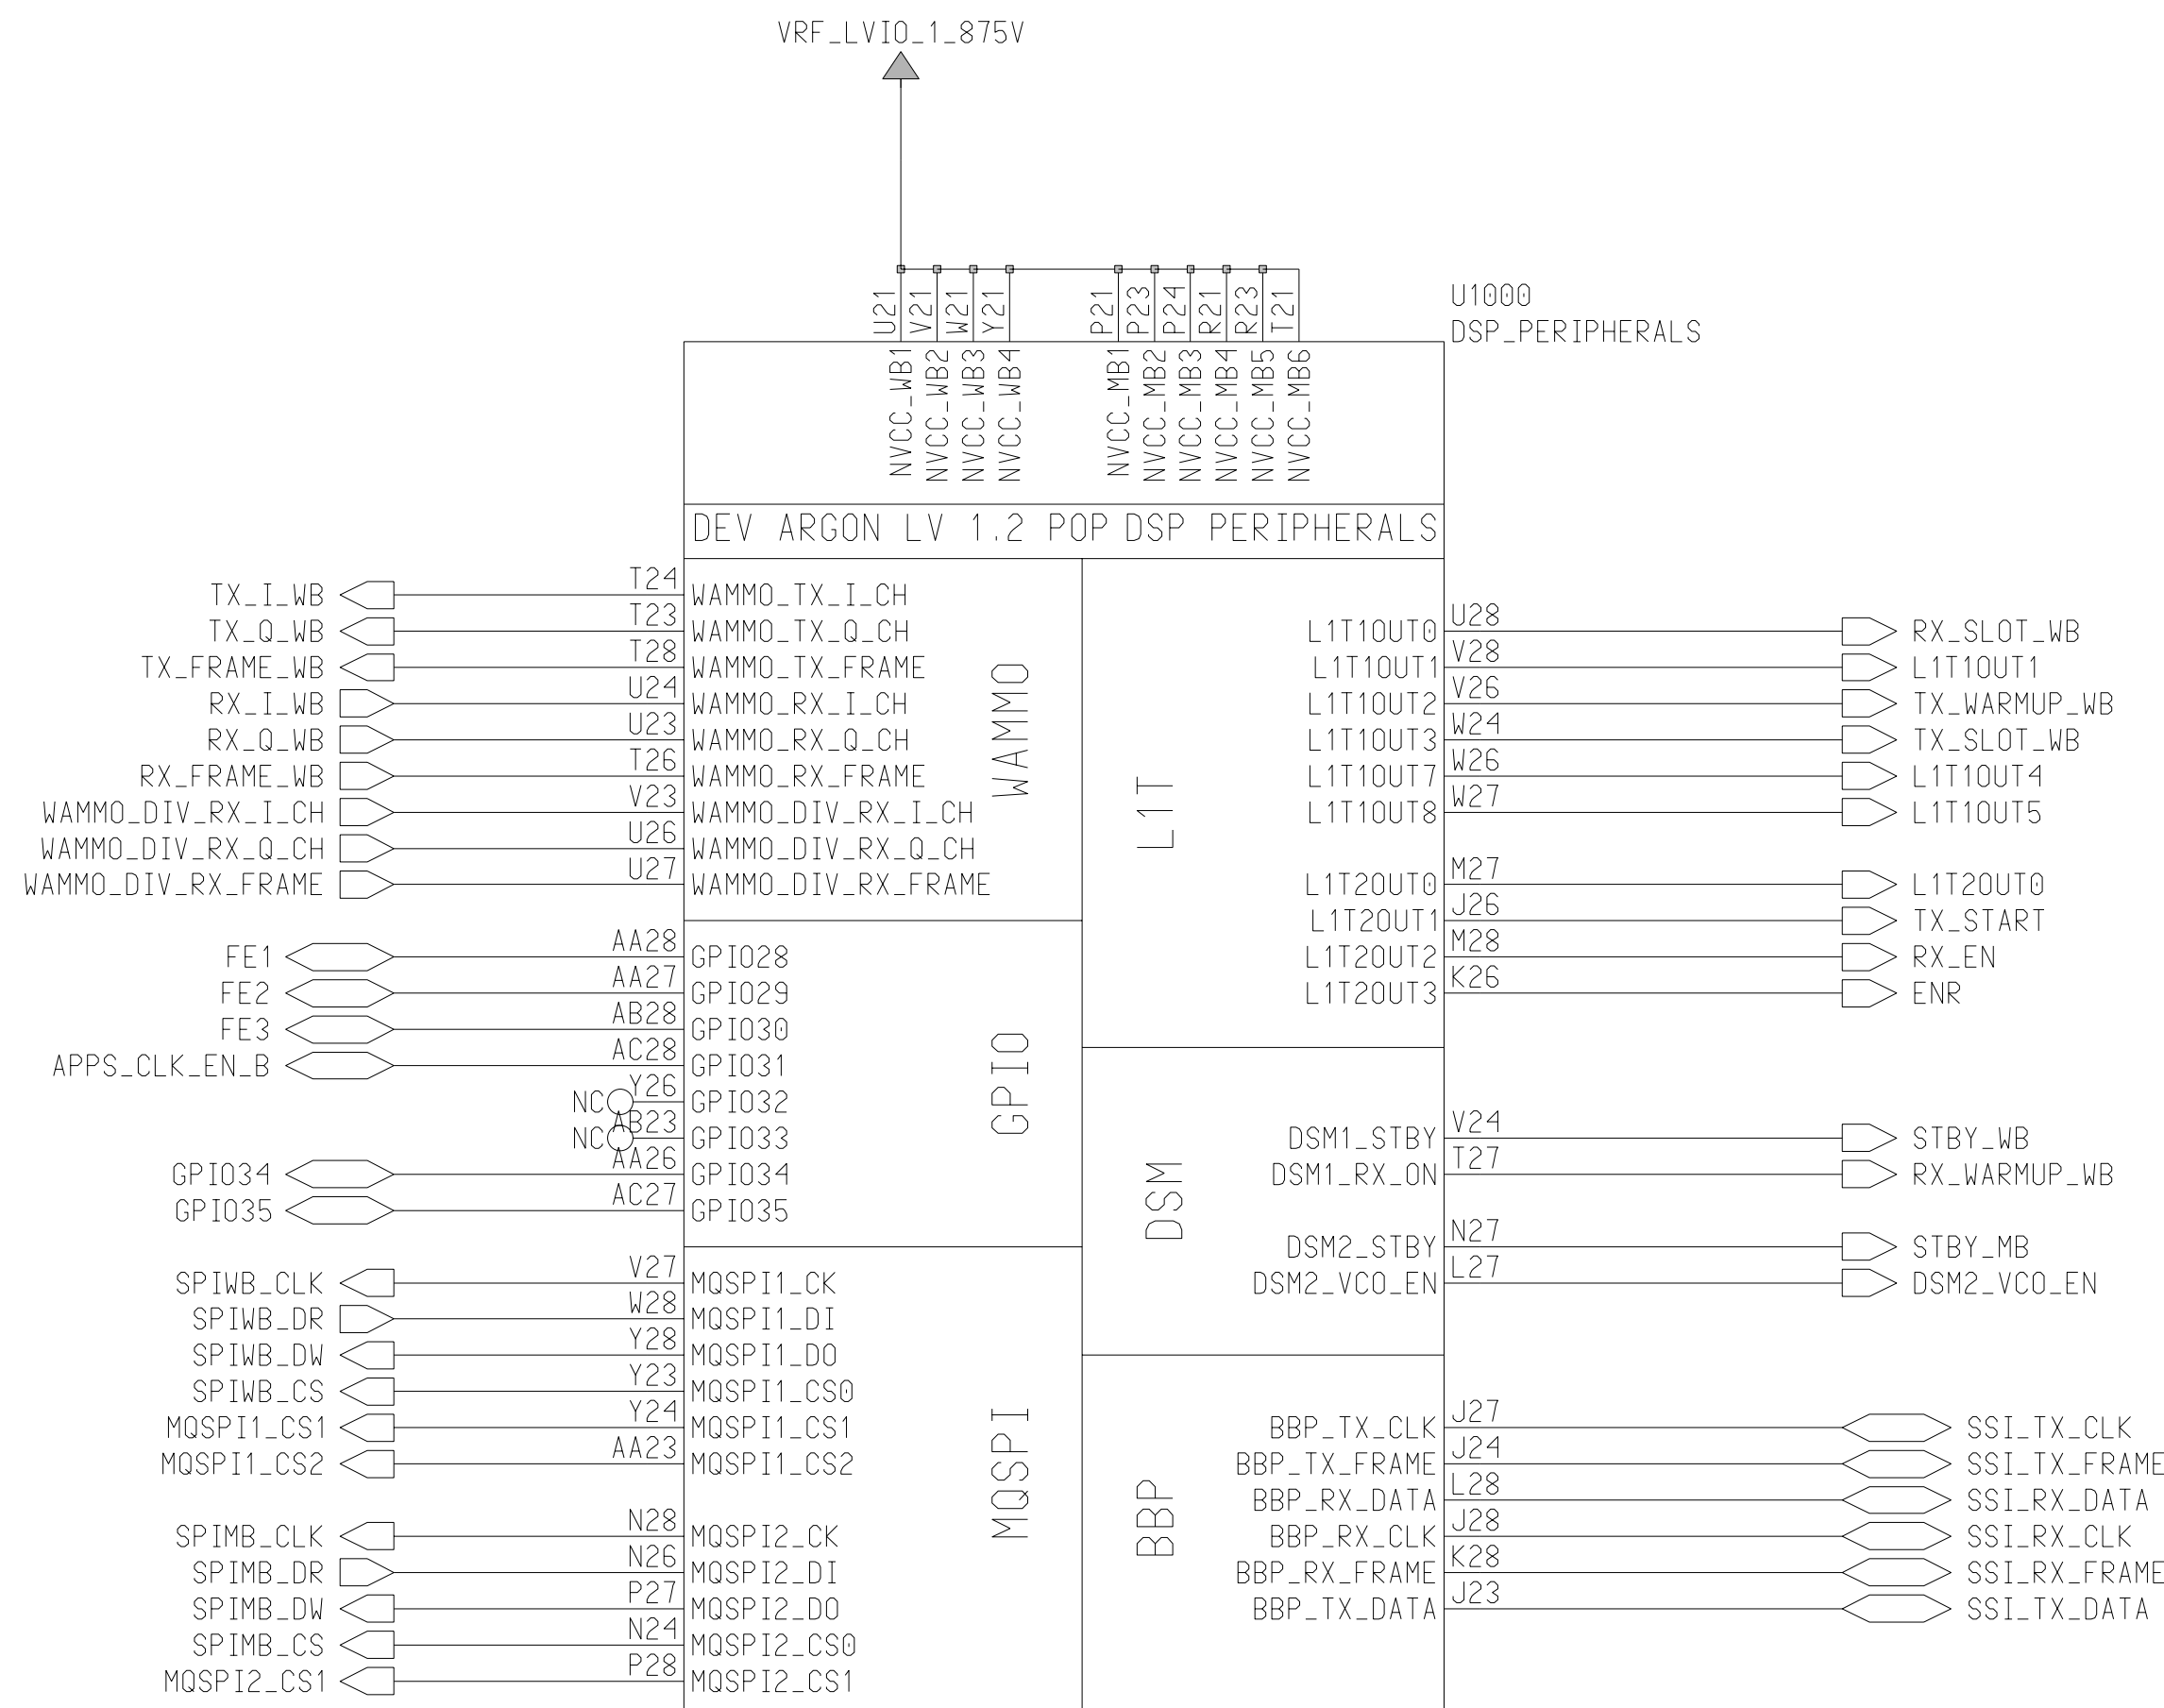 VRF_LVIO_1_875V
U21 V21 W21 Y21 P21 P23 P24 R21 R23 T21
U1000
DSP_PERIPHERALS
NVCC_WB1 NVCC_WB2 NVCC_WB3 NVCC_WB4 NVCC_MB1 NVCC_MB2 NVCC_MB3 NVCC_MB4 NVCC_MB5 NVCC_MB6
DEV ARGON LV 1.2 POP DSP PERIPHERALS
TX_I_WB T24 WAMMO_TX_I_CH
TX_Q_WB T23 WAMMO_TX_Q_CH
TX_FRAME_WB T28 WAMMO_TX_FRAME
RX_I_WB U24 WAMMO_RX_I_CH
RX_Q_WB U23 WAMMO_RX_Q_CH
RX_FRAME_WB T26 WAMMO_RX_FRAME
WAMMO_DIV_RX_I_CH V23 WAMMO_DIV_RX_I_CH
WAMMO_DIV_RX_Q_CH U26 WAMMO_DIV_RX_Q_CH
WAMMO_DIV_RX_FRAME U27 WAMMO_DIV_RX_FRAME
WAMMO
FE1 AA28 GPIO28
FE2 AA27 GPIO29
FE3 AB28 GPIO30
APPS_CLK_EN_B AC28 GPIO31
NC Y26 GPIO32
NC AB23 GPIO33
GPIO34 AA26 GPIO34
GPIO35 AC27 GPIO35
GPIO
SPIWB_CLK V27 MQSPI1_CK
SPIWB_DR W28 MQSPI1_DI
SPIWB_DW Y28 MQSPI1_DO
SPIWB_CS Y23 MQSPI1_CS0
MQSPI1_CS1 Y24 MQSPI1_CS1
MQSPI1_CS2 AA23 MQSPI1_CS2
SPIMB_CLK N28 MQSPI2_CK
SPIMB_DR N26 MQSPI2_DI
SPIMB_DW P27 MQSPI2_DO
SPIMB_CS N24 MQSPI2_CS0
MQSPI2_CS1 P28 MQSPI2_CS1
MQSPI
L1T1OUT0 U28 RX_SLOT_WB
L1T1OUT1 V28 L1T1OUT1
L1T1OUT2 V26 TX_WARMUP_WB
L1T1OUT3 W24 TX_SLOT_WB
L1T1OUT7 W26 L1T1OUT4
L1T1OUT8 W27 L1T1OUT5
L1T2OUT0 M27 L1T2OUT0
L1T2OUT1 J26 TX_START
L1T2OUT2 M28 RX_EN
L1T2OUT3 K26 ENR
L1T
DSM1_STBY V24 STBY_WB
DSM1_RX_ON T27 RX_WARMUP_WB
DSM2_STBY N27 STBY_MB
DSM2_VCO_EN L27 DSM2_VCO_EN
DSM
BBP_TX_CLK J27 SSI_TX_CLK
BBP_TX_FRAME J24 SSI_TX_FRAME
BBP_RX_DATA L28 SSI_RX_DATA
BBP_RX_CLK J28 SSI_RX_CLK
BBP_RX_FRAME K28 SSI_RX_FRAME
BBP_TX_DATA J23 SSI_TX_DATA
BBP